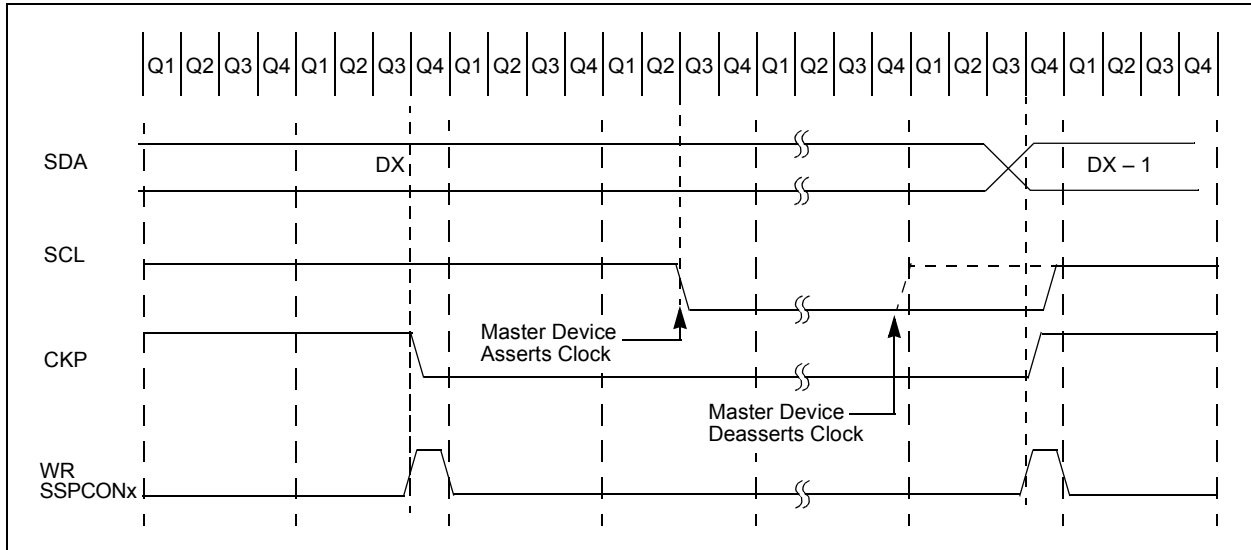 Q1 Q2 Q3 Q4 Q1 Q2 Q3 Q4 Q1 Q2 Q3 Q4 Q1 Q2 Q3 Q4 Q1 Q2 Q3 Q4 Q1 Q2 Q3 Q4 Q1 Q2 Q3 Q4
SDA
DX
DX – 1
SCL
Master Device
Asserts Clock
CKP
Master Device
Deasserts Clock
WR
SSPCONx